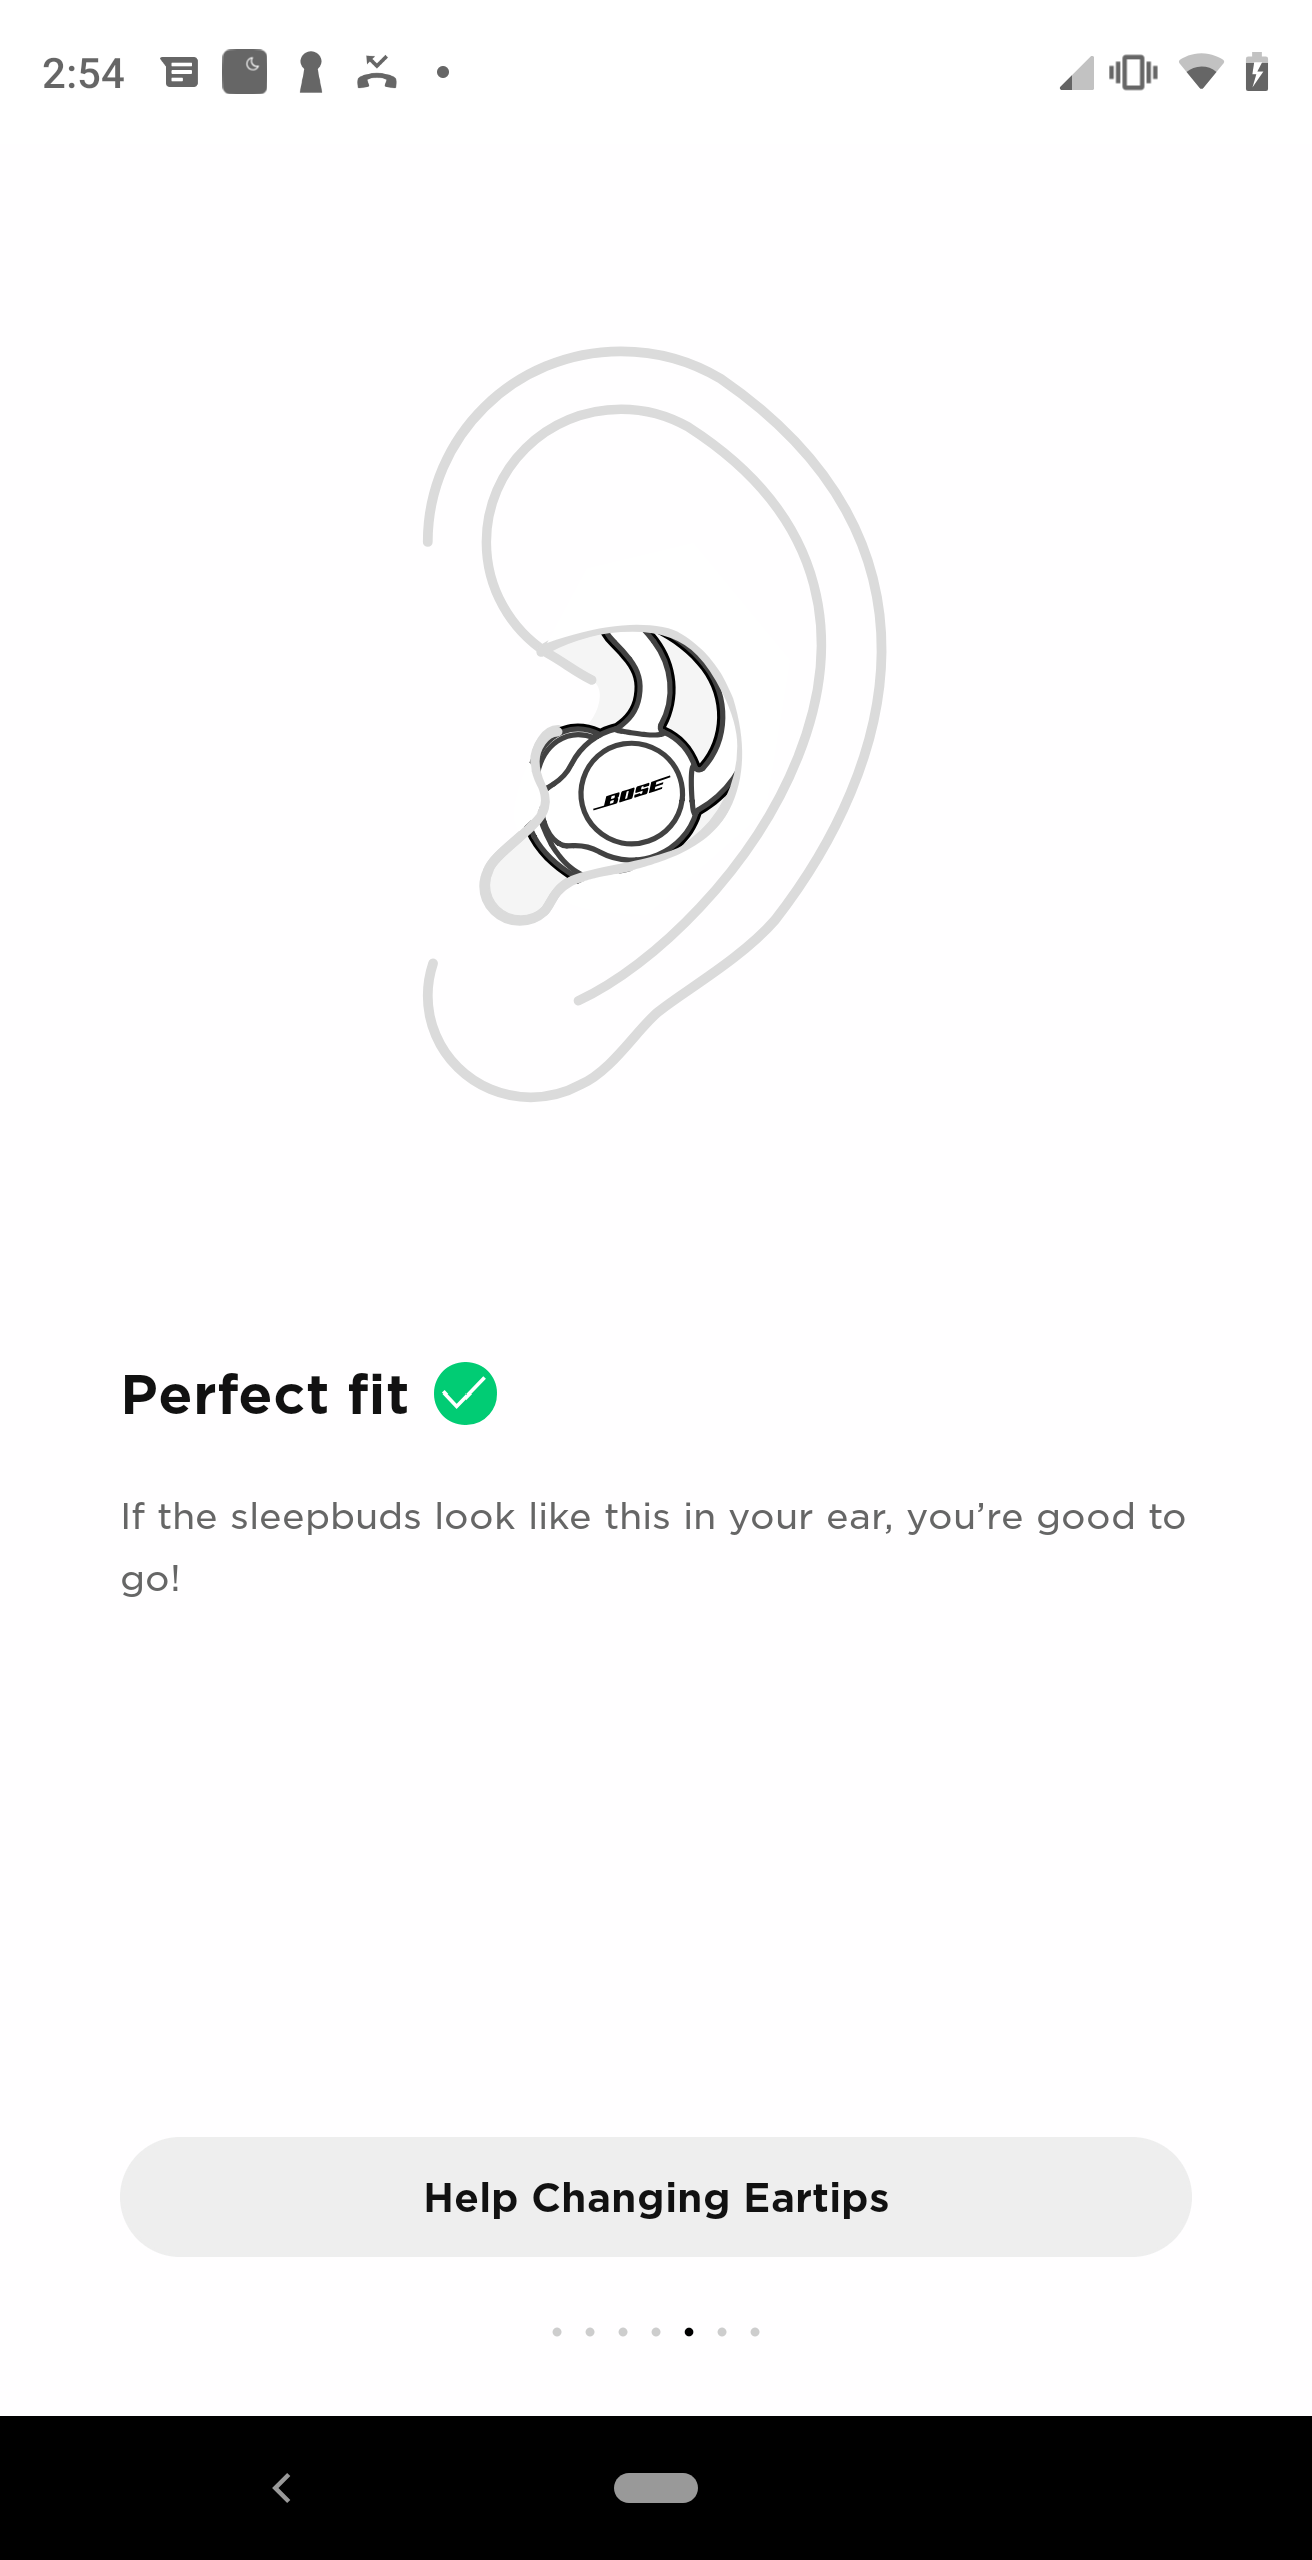 2:54
BOSE
Perfect fit
If the sleepbuds look like this in your ear, you’re good to
go!
Help Changing Eartips